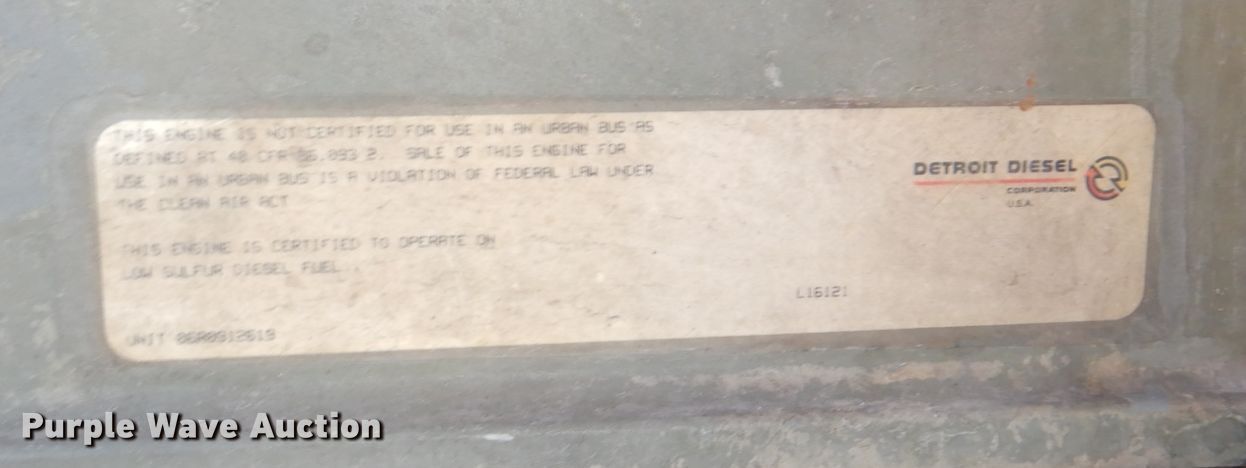 THIS ENGINE IS NOT CERTIFIED FOR USE IN AN URBAN BUS AS
DEFINED AT 40 CFR 86.093 2. SALE OF THIS ENGINE FOR
USE IN AN URBAN BUS IS A VIOLATION OF FEDERAL LAW UNDER
THE CLEAN AIR ACT
THIS ENGINE IS CERTIFIED TO OPERATE ON
LOW SULFUR DIESEL FUEL.
UNIT 06R0912619
L16121
DETROIT DIESEL
CORPORATION
U.S.A.
Purple Wave Auction